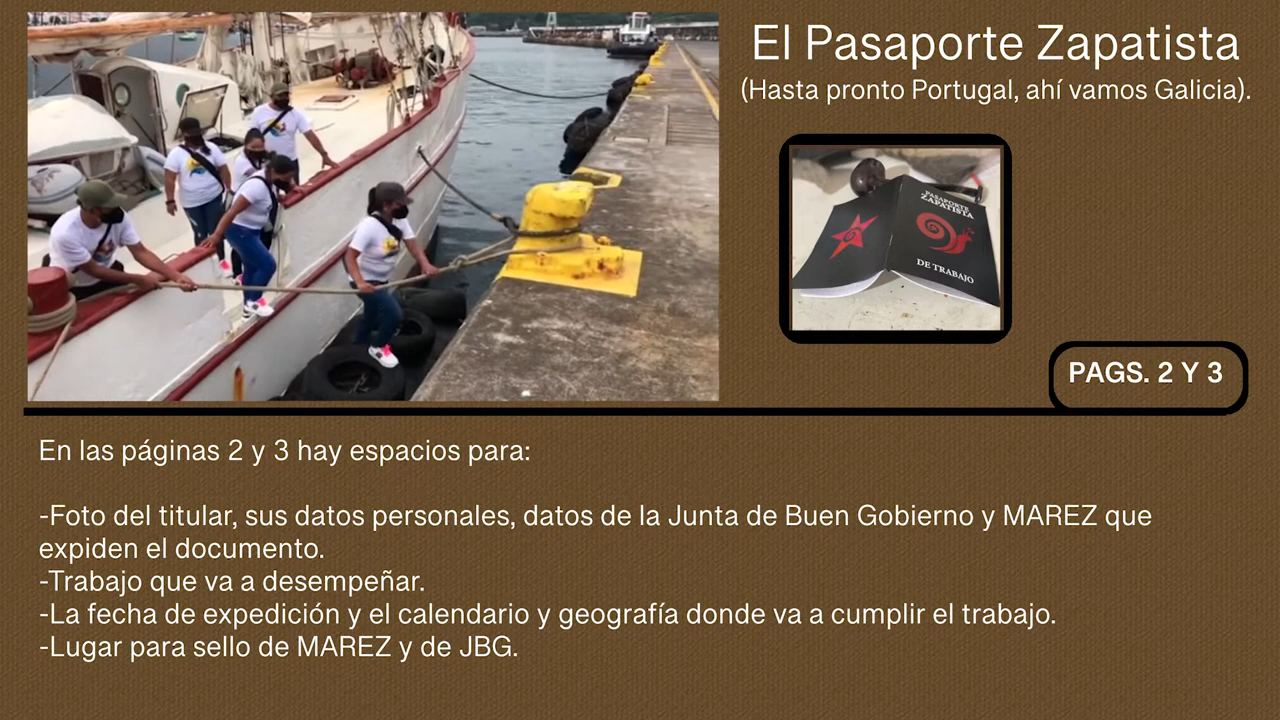 El Pasaporte Zapatista
(Hasta pronto Portugal, ahí vamos Galicia).
PASAPORTE
ZAPATISTA
DE TRABAJO
PAGS. 2 Y 3
En las páginas 2 y 3 hay espacios para:
-Foto del titular, sus datos personales, datos de la Junta de Buen Gobierno y MAREZ que
expiden el documento.
-Trabajo que va a desempeñar.
-La fecha de expedición y el calendario y geografía donde va a cumplir el trabajo.
-Lugar para sello de MAREZ y de JBG.